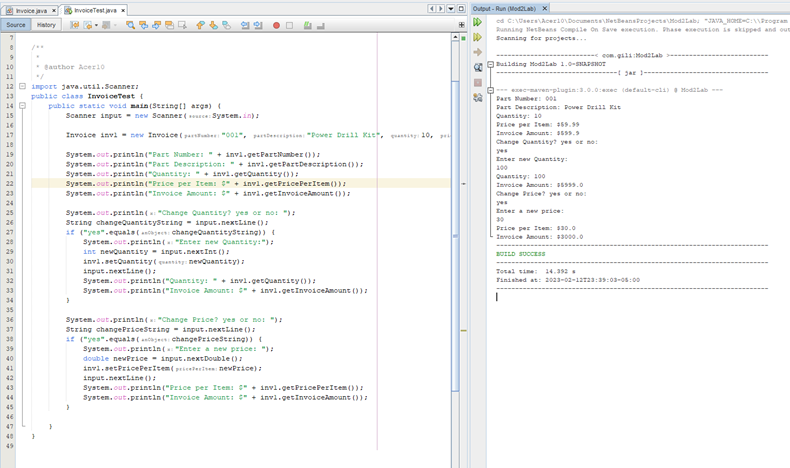 Invoice.java
InvoiceTest.java
Source
History
7
8 /**
9 *
10 * @author Acer10
11 */
12 import java.util.Scanner;
13 public class InvoiceTest {
14 public static void main(String[] args) {
15 Scanner input = new Scanner(source:System.in);
16
17 Invoice inv1 = new Invoice(partNumber:"001", partDescription:"Power Drill Kit", quantity:10, pri
18
19 System.out.println("Part Number: " + inv1.getPartNumber());
20 System.out.println("Part Description: " + inv1.getPartDescription());
21 System.out.println("Quantity: " + inv1.getQuantity());
22 System.out.println("Price per Item: $" + inv1.getPricePerItem());
23 System.out.println("Invoice Amount: $" + inv1.getInvoiceAmount());
24
25 System.out.println(x:"Change Quantity? yes or no: ");
26 String changeQuantityString = input.nextLine();
27 if ("yes".equals(anObject:changeQuantityString)) {
28 System.out.println(x:"Enter new Quantity:");
29 int newQuantity = input.nextInt();
30 inv1.setQuantity(quantity:newQuantity);
31 input.nextLine();
32 System.out.println("Quantity: " + inv1.getQuantity());
33 System.out.println("Invoice Amount: $" + inv1.getInvoiceAmount());
34 }
35
36 System.out.println(x:"Change Price? yes or no: ");
37 String changePriceString = input.nextLine();
38 if ("yes".equals(anObject:changePriceString)) {
39 System.out.println(x:"Enter a new price: ");
40 double newPrice = input.nextDouble();
41 inv1.setPricePerItem(pricePerItem:newPrice);
42 input.nextLine();
43 System.out.println("Price per Item: $" + inv1.getPricePerItem());
44 System.out.println("Invoice Amount: $" + inv1.getInvoiceAmount());
45 }
46
47 }
48 }
49
Output - Run (Mod2Lab)
cd C:\Users\Acer10\Documents\NetBeansProjects\Mod2Lab; "JAVA_HOME=C:\\Program
Running NetBeans Compile On Save execution. Phase execution is skipped and out
Scanning for projects...
< com.gili:Mod2Lab >
Building Mod2Lab 1.0-SNAPSHOT
[ jar ]
--- exec-maven-plugin:3.0.0:exec (default-cli) @ Mod2Lab ---
Part Number: 001
Part Description: Power Drill Kit
Quantity: 10
Price per Item: $59.99
Invoice Amount: $599.9
Change Quantity? yes or no:
yes
Enter new Quantity:
100
Quantity: 100
Invoice Amount: $5999.0
Change Price? yes or no:
yes
Enter a new price:
30
Price per Item: $30.0
Invoice Amount: $3000.0
BUILD SUCCESS
Total time: 14.392 s
Finished at: 2023-02-12T23:39:03-05:00